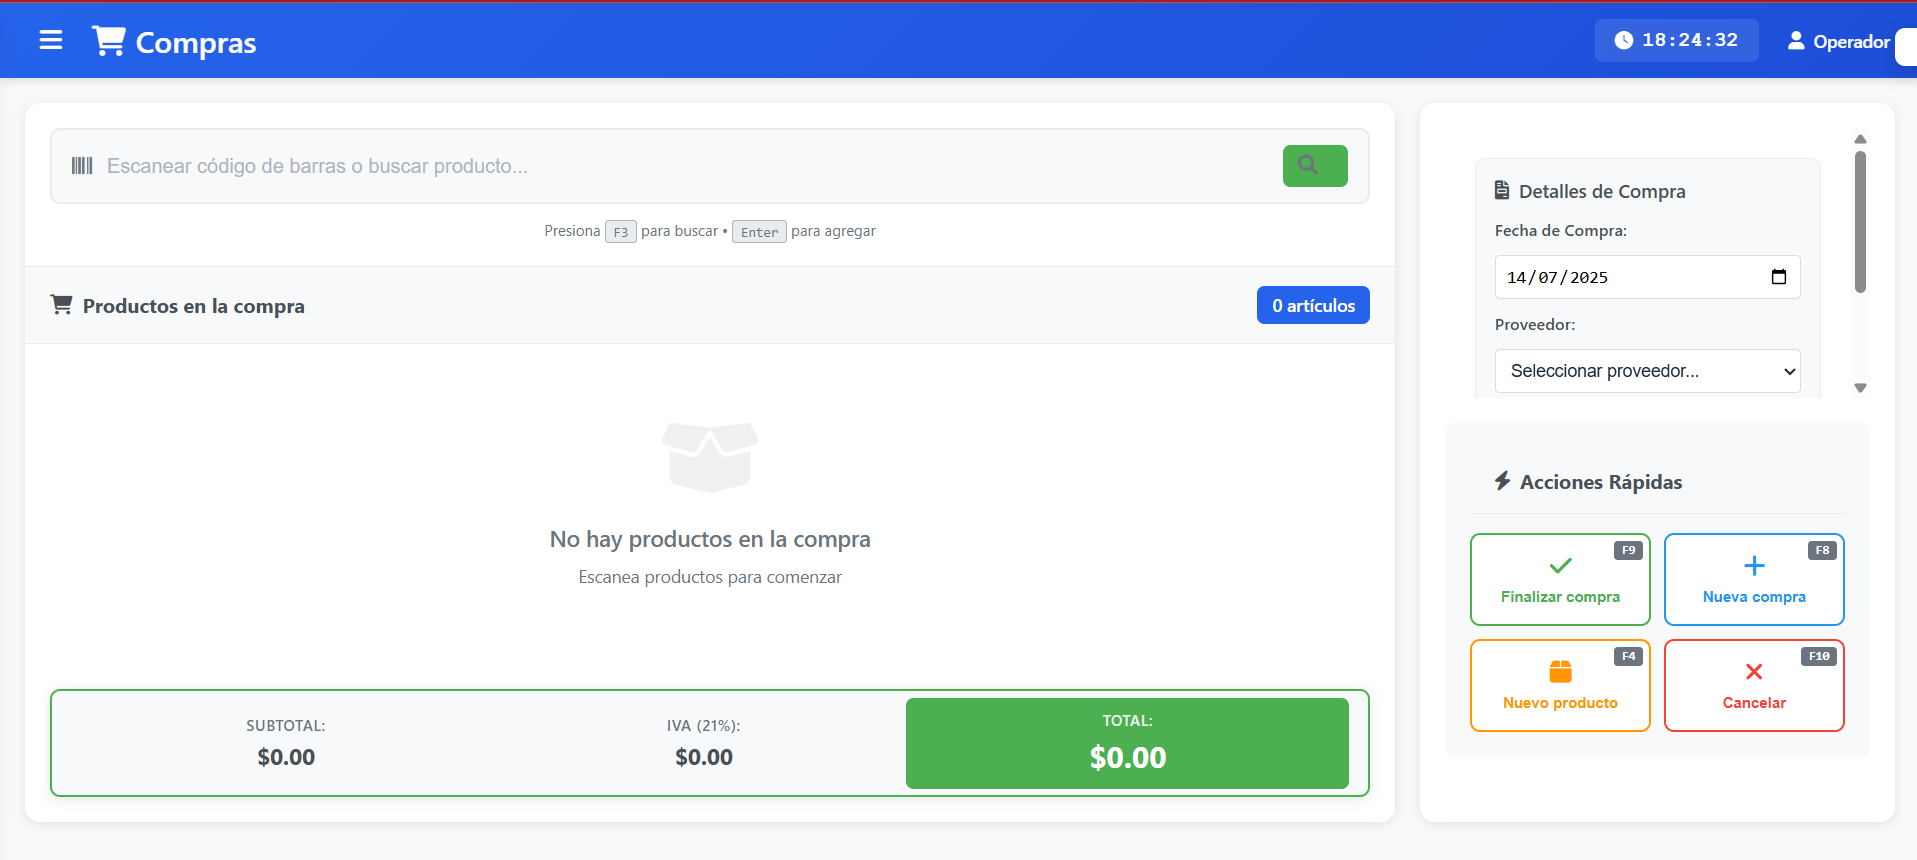 Compras
18:24:32
Operador
Escanear código de barras o buscar producto...
Presiona F3 para buscar • Enter para agregar
Productos en la compra
0 artículos
No hay productos en la compra
Escanea productos para comenzar
SUBTOTAL:
$0.00
IVA (21%):
$0.00
TOTAL:
$0.00
Detalles de Compra
Fecha de Compra:
14/07/2025
Proveedor:
Seleccionar proveedor...
Acciones Rápidas
F9
Finalizar compra
F8
Nueva compra
F4
Nuevo producto
F10
Cancelar